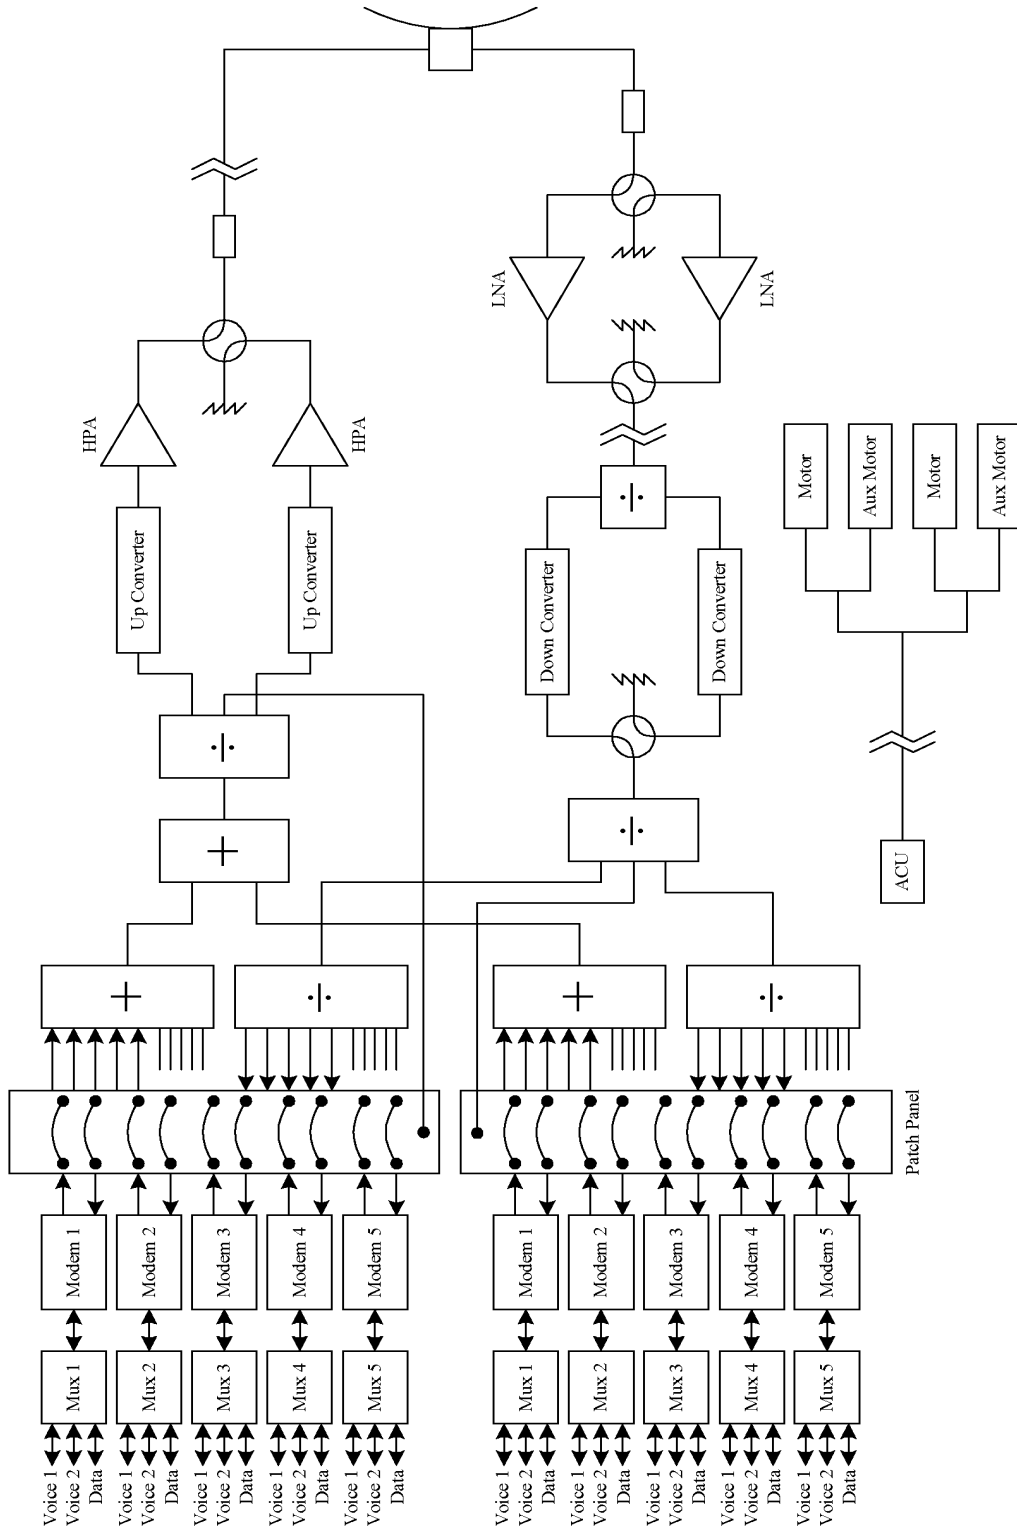 Voice 1
Voice 2
Data
Mux 1
Modem 1
Voice 1
Voice 2
Data
Mux 2
Modem 2
Voice 1
Voice 2
Data
Mux 3
Modem 3
Voice 1
Voice 2
Data
Mux 4
Modem 4
Voice 1
Voice 2
Data
Mux 5
Modem 5
Voice 1
Voice 2
Data
Mux 1
Modem 1
Voice 1
Voice 2
Data
Mux 2
Modem 2
Voice 1
Voice 2
Data
Mux 3
Modem 3
Voice 1
Voice 2
Data
Mux 4
Modem 4
Voice 1
Voice 2
Data
Mux 5
Modem 5
Patch Panel
+
÷
+
÷
+
÷
÷
Up Converter
Up Converter
HPA
HPA
Down Converter
Down Converter
÷
LNA
LNA
ACU
Motor
Aux Motor
Motor
Aux Motor